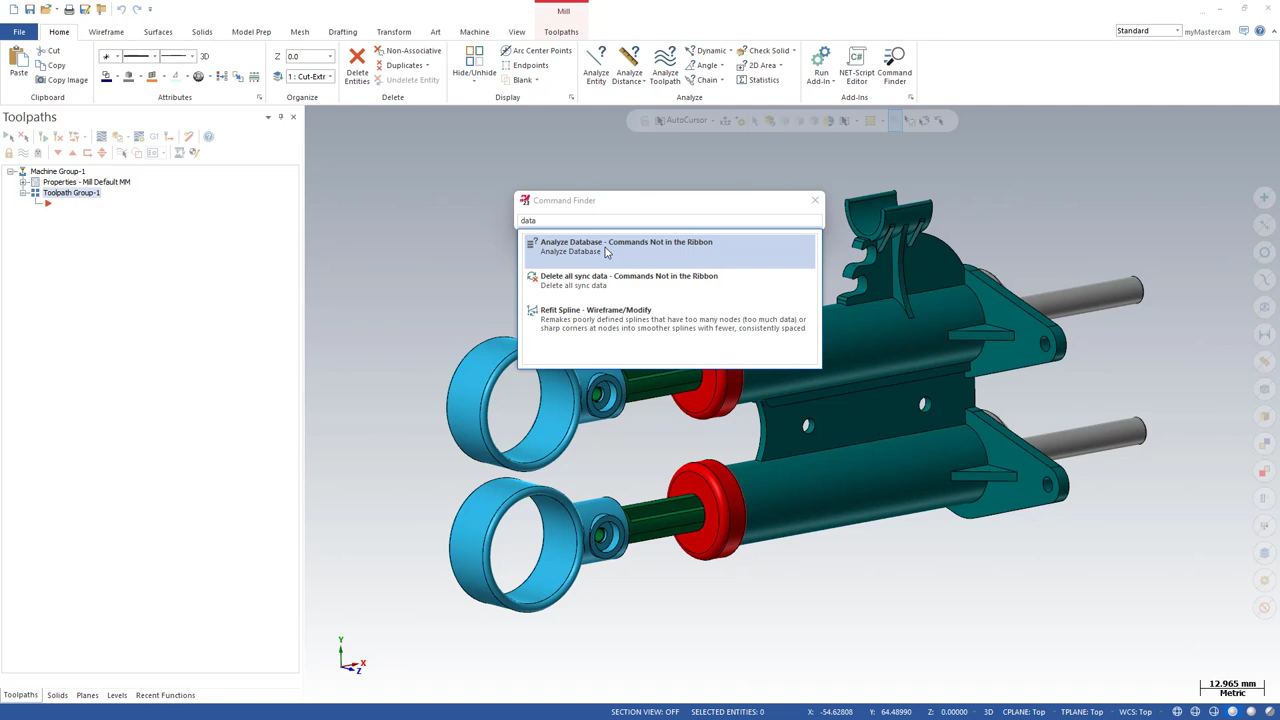 Mill
Standard
myMastercam
File
Home
Wireframe
Surfaces
Solids
Model Prep
Mesh
Drafting
Transform
Art
Machine
View
Toolpaths
Paste
Cut
Copy
Copy Image
Clipboard
3D
Attributes
Z 0.0
1 : Cut-Extr
Organize
Delete Entities
Non-Associative
Duplicates
Undelete Entity
Delete
Hide/Unhide
Arc Center Points
Endpoints
Blank
Display
Analyze Entity
Analyze Distance
Analyze Toolpath
Dynamic
Angle
Chain
Check Solid
2D Area
Statistics
Analyze
Run Add-In
NET-Script Editor
Command Finder
Add-Ins
Toolpaths
AutoCursor
G1
Machine Group-1
Properties - Mill Default MM
Toolpath Group-1
Command Finder
data
Analyze Database - Commands Not in the Ribbon
Analyze Database
Delete all sync data - Commands Not in the Ribbon
Delete all sync data
Refit Spline - Wireframe/Modify
Remakes poorly defined splines that have too many nodes (too much data) or
sharp corners at nodes into smoother splines with fewer, consistently spaced
Y
X
Z
12.965 mm
Metric
Toolpaths
Solids
Planes
Levels
Recent Functions
SECTION VIEW: OFF
SELECTED ENTITIES: 0
X: -54.62808
Y: 64.48990
Z: 0.00000
3D
CPLANE: Top
TPLANE: Top
WCS: Top